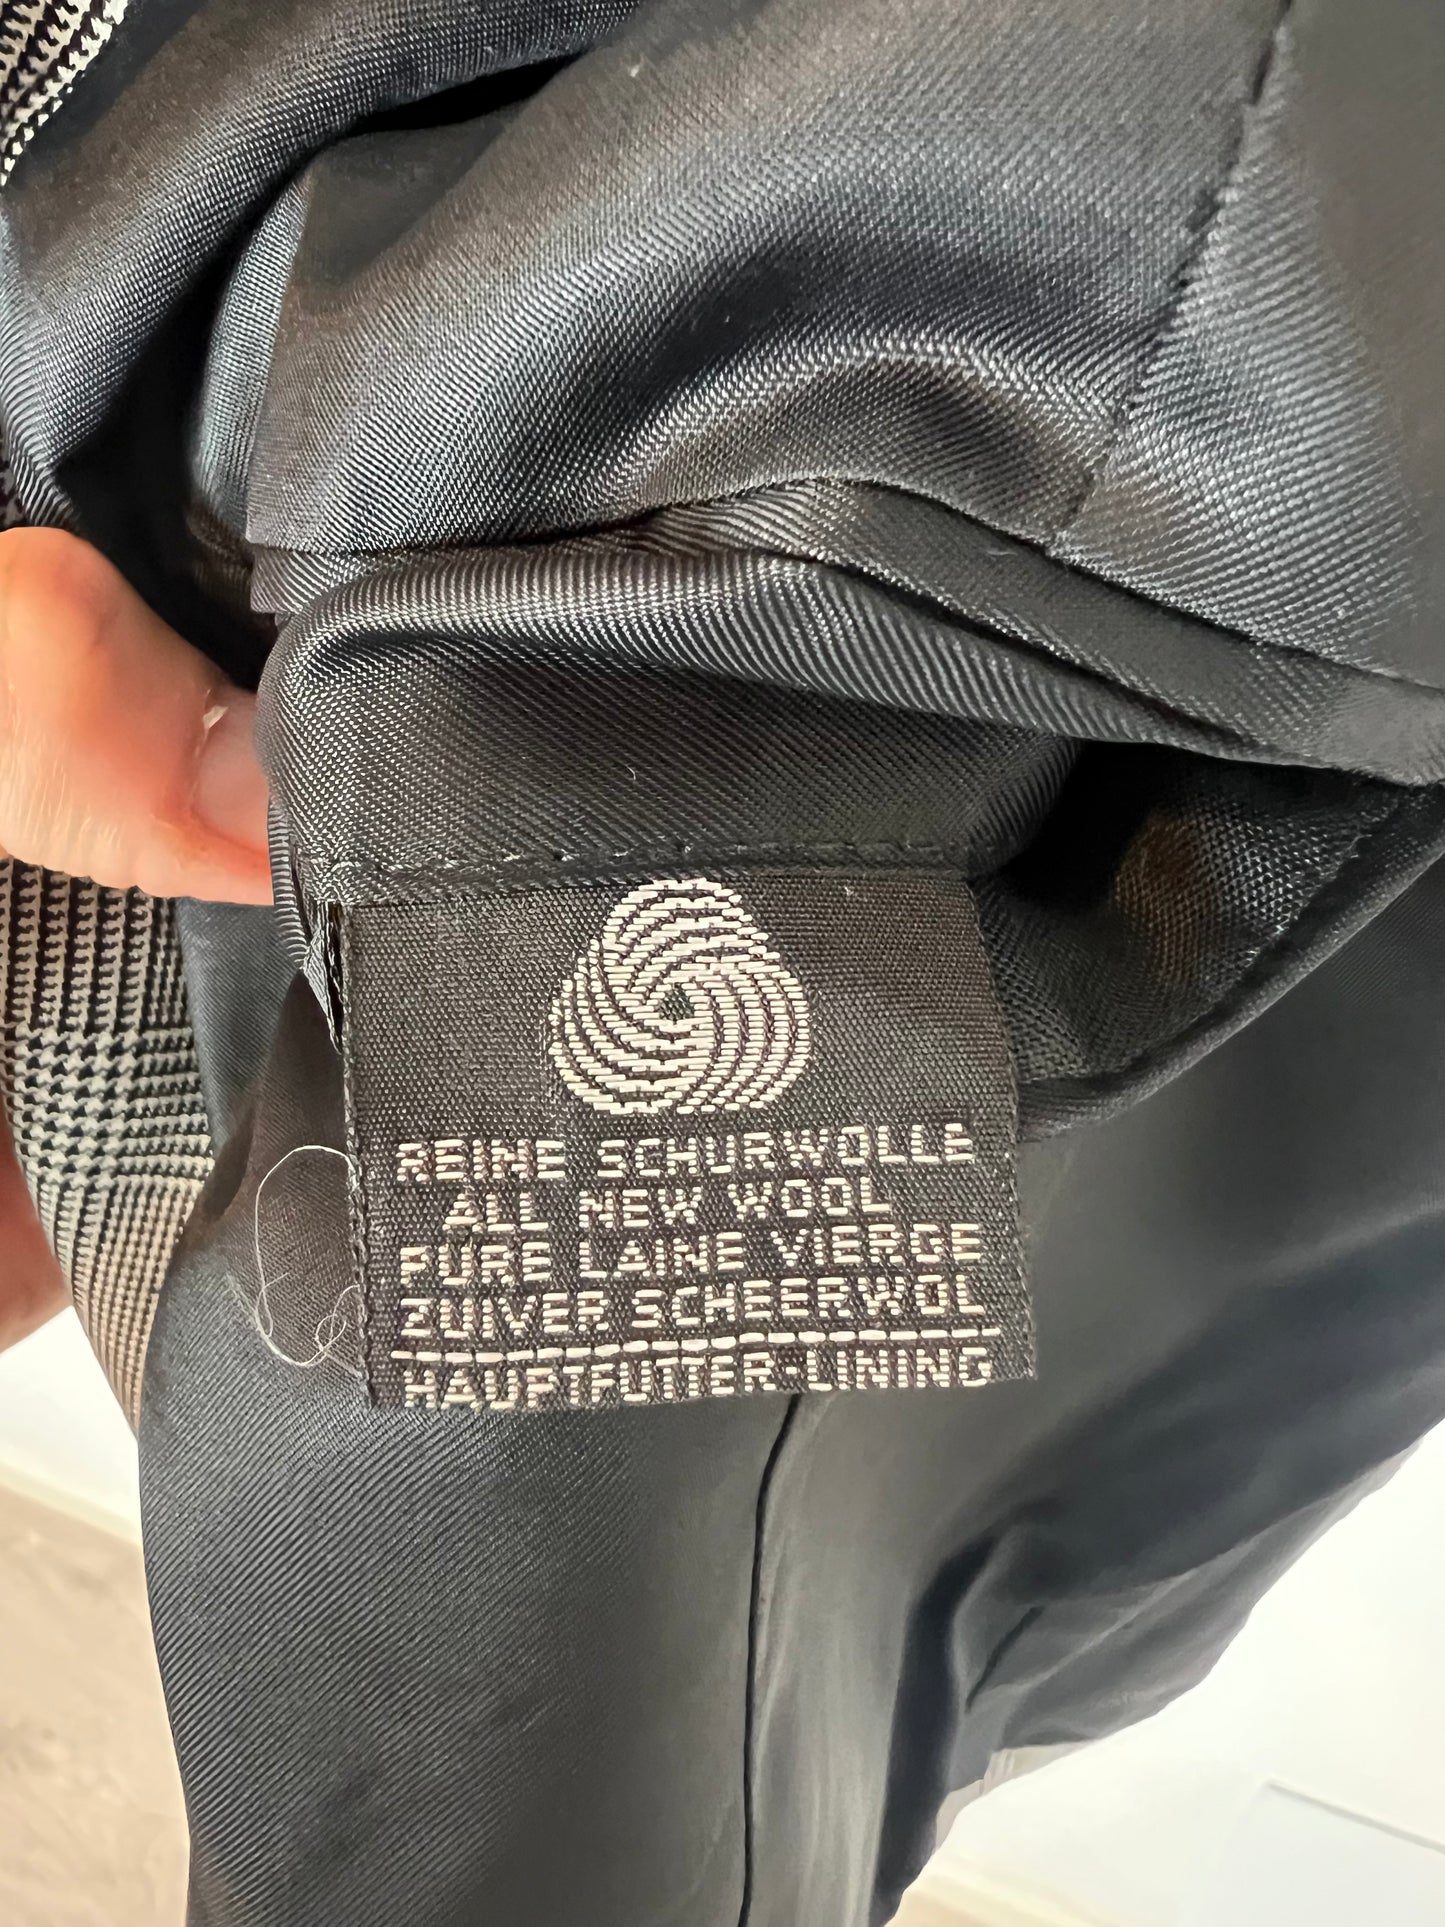 REINE SCHURWOLLE
ALL NEW WOOL
PURE LAINE VIERGE
ZUIVER SCHEERWOL
HAUPTFUTTER-LINING